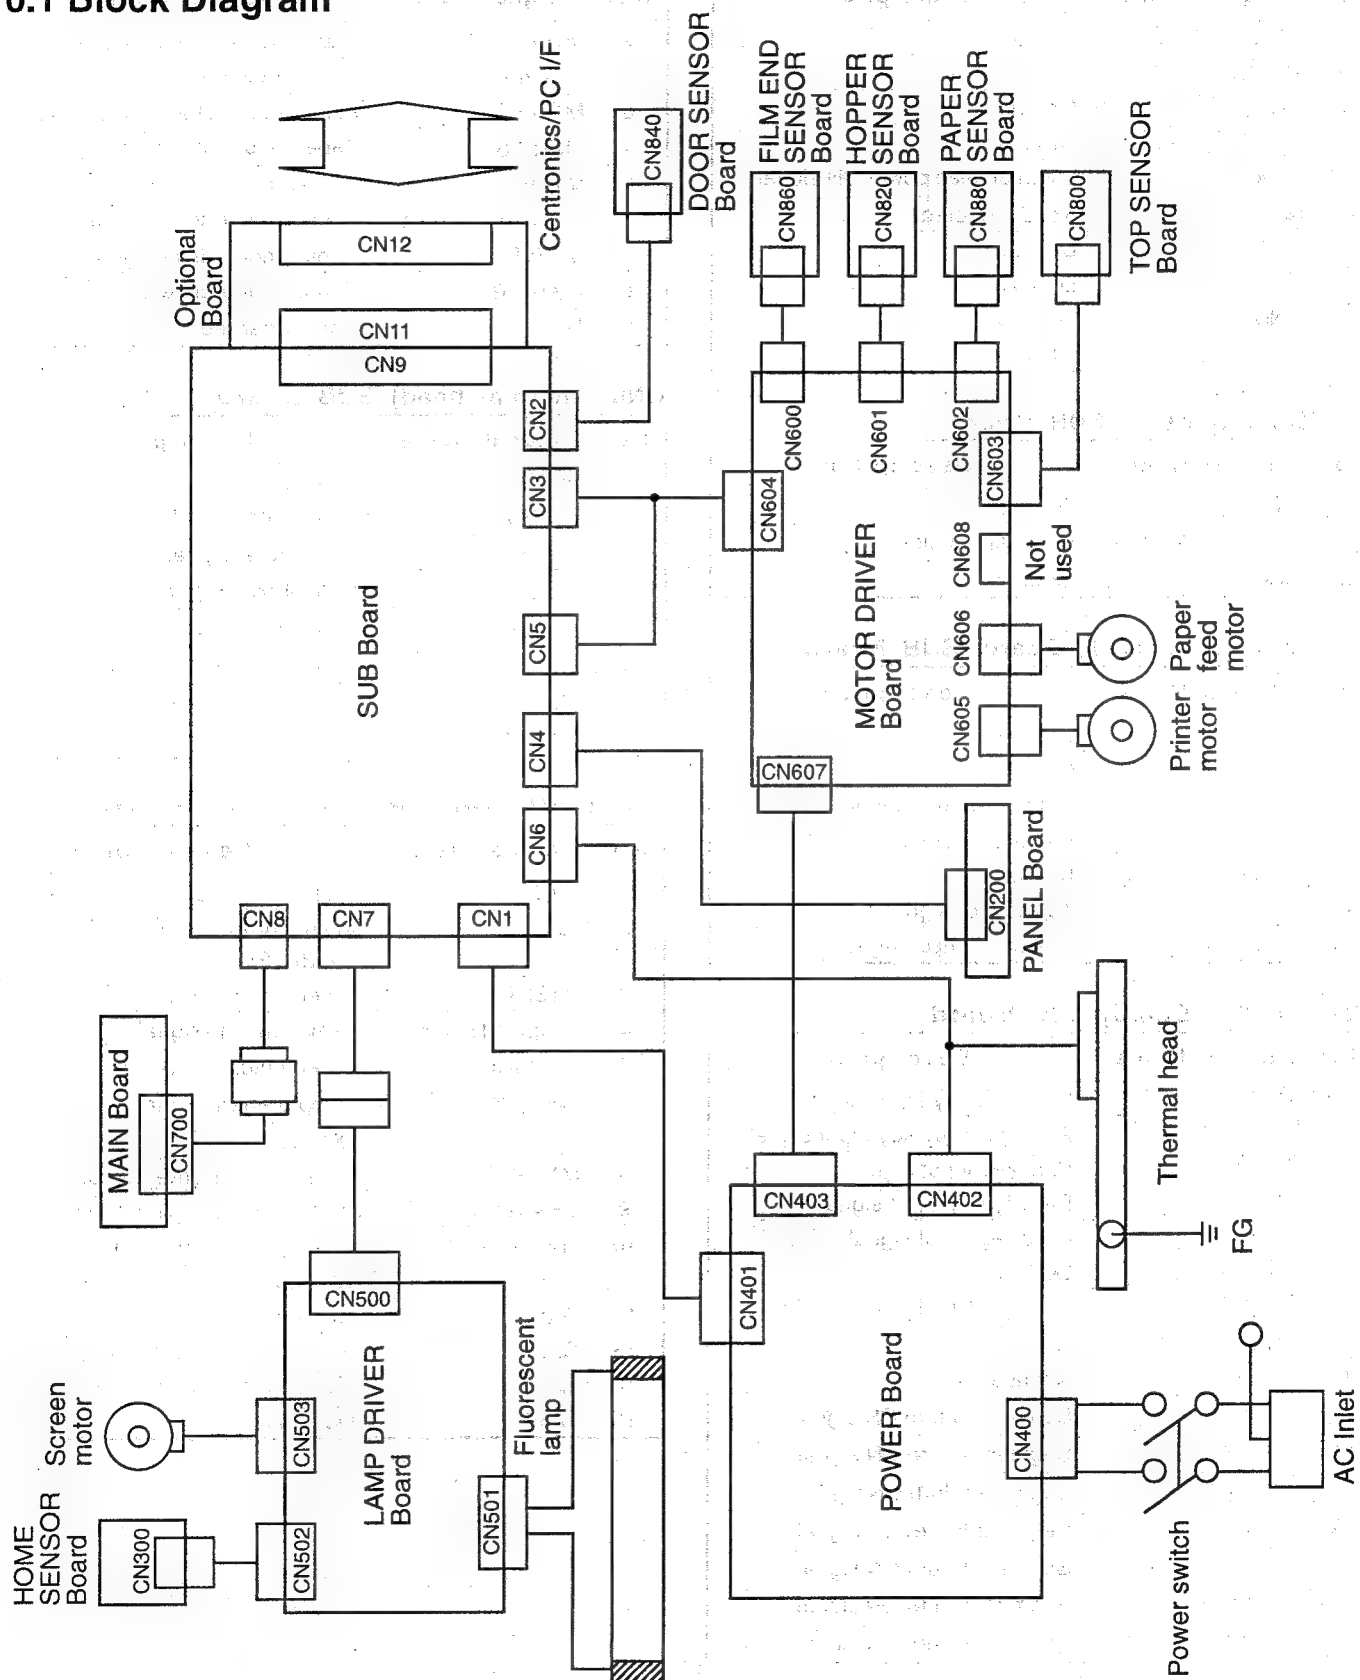 6.1 Block Diagram
Centronics/PC I/F
CN840
DOOR SENSOR
Board
FILM END
SENSOR
Board
CN860
HOPPER
SENSOR
Board
CN820
PAPER
SENSOR
Board
CN880
TOP SENSOR
Board
CN800
Optional
Board
CN12
CN11
CN9
CN2
CN3
CN5
CN4
CN6
SUB Board
CN8
CN7
CN1
CN600
CN601
CN602
CN603
CN604
CN608
Not
used
MOTOR DRIVER
Board
CN606
CN605
Paper
feed
motor
Printer
motor
CN607
CN200
PANEL Board
MAIN Board
CN700
CN500
LAMP DRIVER
Board
Screen
motor
CN503
HOME
SENSOR
Board
CN300
CN502
CN501
Fluorescent
lamp
CN403
CN402
CN401
POWER Board
CN400
Thermal head
FG
Power switch
AC Inlet